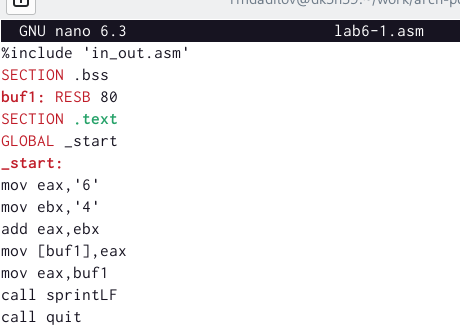 GNU nano 6.3 lab6-1.asm
%include 'in_out.asm'
SECTION .bss
buf1: RESB 80
SECTION .text
GLOBAL _start
_start:
mov eax,'6'
mov ebx,'4'
add eax,ebx
mov [buf1],eax
mov eax,buf1
call sprintLF
call quit